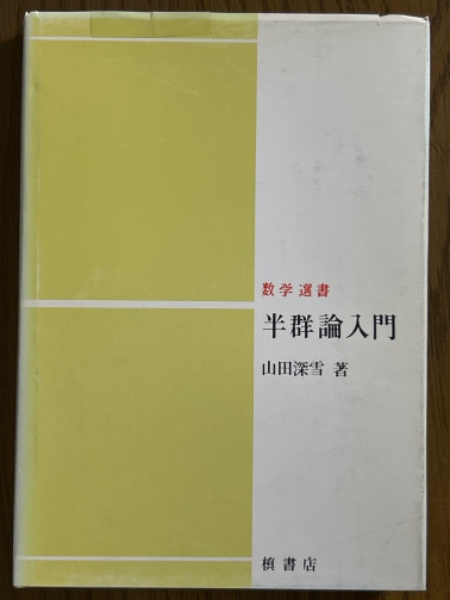 数学選書
半群論入門
山田深雪 著
槙書店